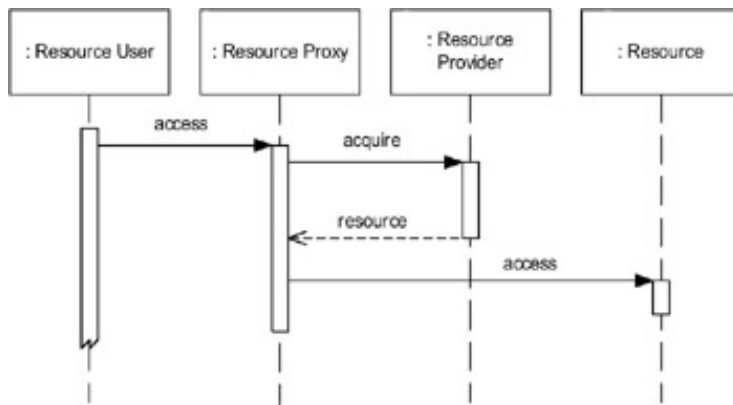 : Resource User
: Resource Proxy
: Resource
Provider
: Resource
access
acquire
resource
access